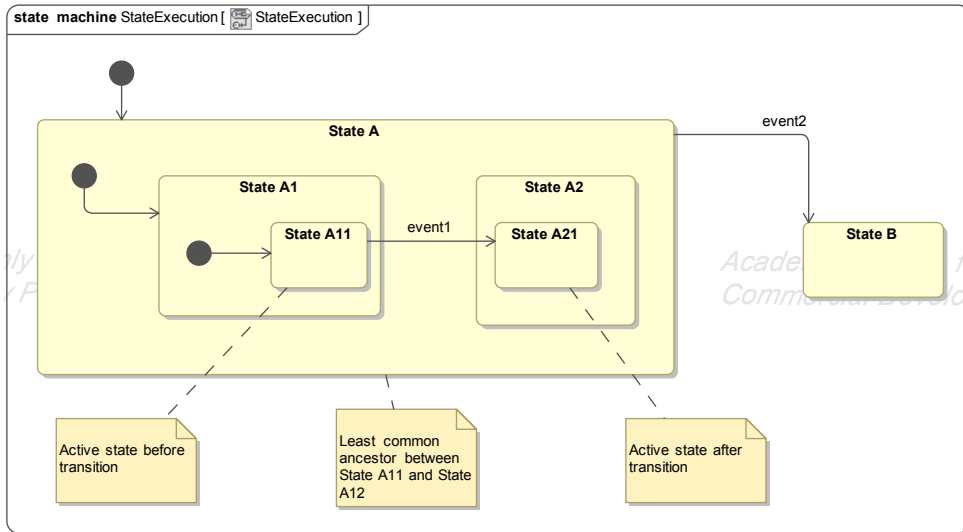 state machine StateExecution [ StateExecution ]
event2
State A
State A1
State A2
State A11
event1
State A21
State B
Active state before
transition
Least common
ancestor between
State A11 and State
A12
Active state after
transition